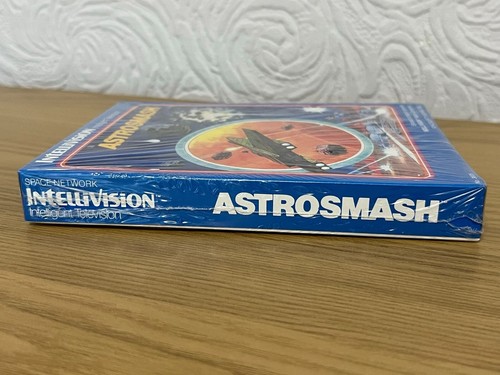 INTELLIVISION
ASTROSMASH
SPACE NETWORK
INTELLIVISION
Intelligent Television
ASTROSMASH